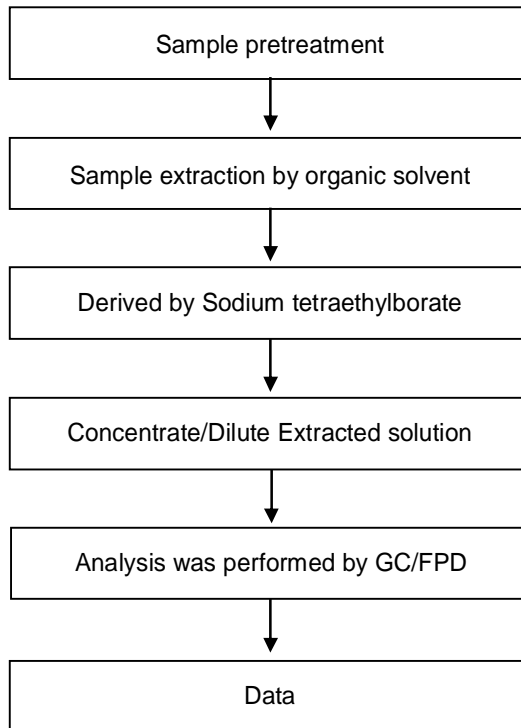 Sample pretreatment
Sample extraction by organic solvent
Derived by Sodium tetraethylborate
Concentrate/Dilute Extracted solution
Analysis was performed by GC/FPD
Data